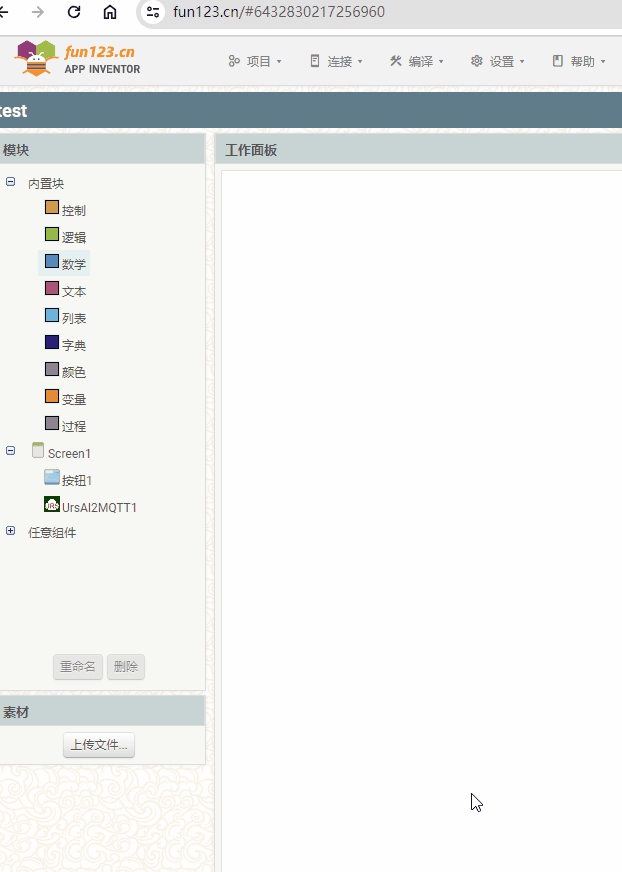 fun123.cn/#6432830217256960
fun123.cn
APP INVENTOR
项目 连接 编译 设置 帮助
test
模块
工作面板
内置块
控制
逻辑
数学
文本
列表
字典
颜色
变量
过程
Screen1
按钮1
UrsAI2MQTT1
任意组件
重命名 删除
素材
上传文件...